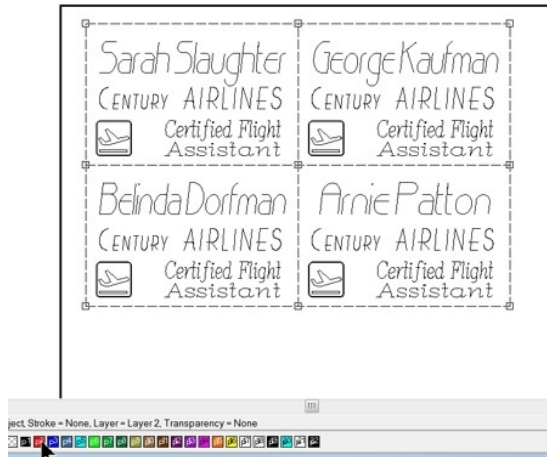 Sarah Slaughter
CENTURY AIRLINES
Certified Flight
Assistant
George Kaufman
CENTURY AIRLINES
Certified Flight
Assistant
Belinda Dorfman
CENTURY AIRLINES
Certified Flight
Assistant
Arnie Patton
CENTURY AIRLINES
Certified Flight
Assistant
ject, Stroke = None, Layer = Layer 2, Transparency = None